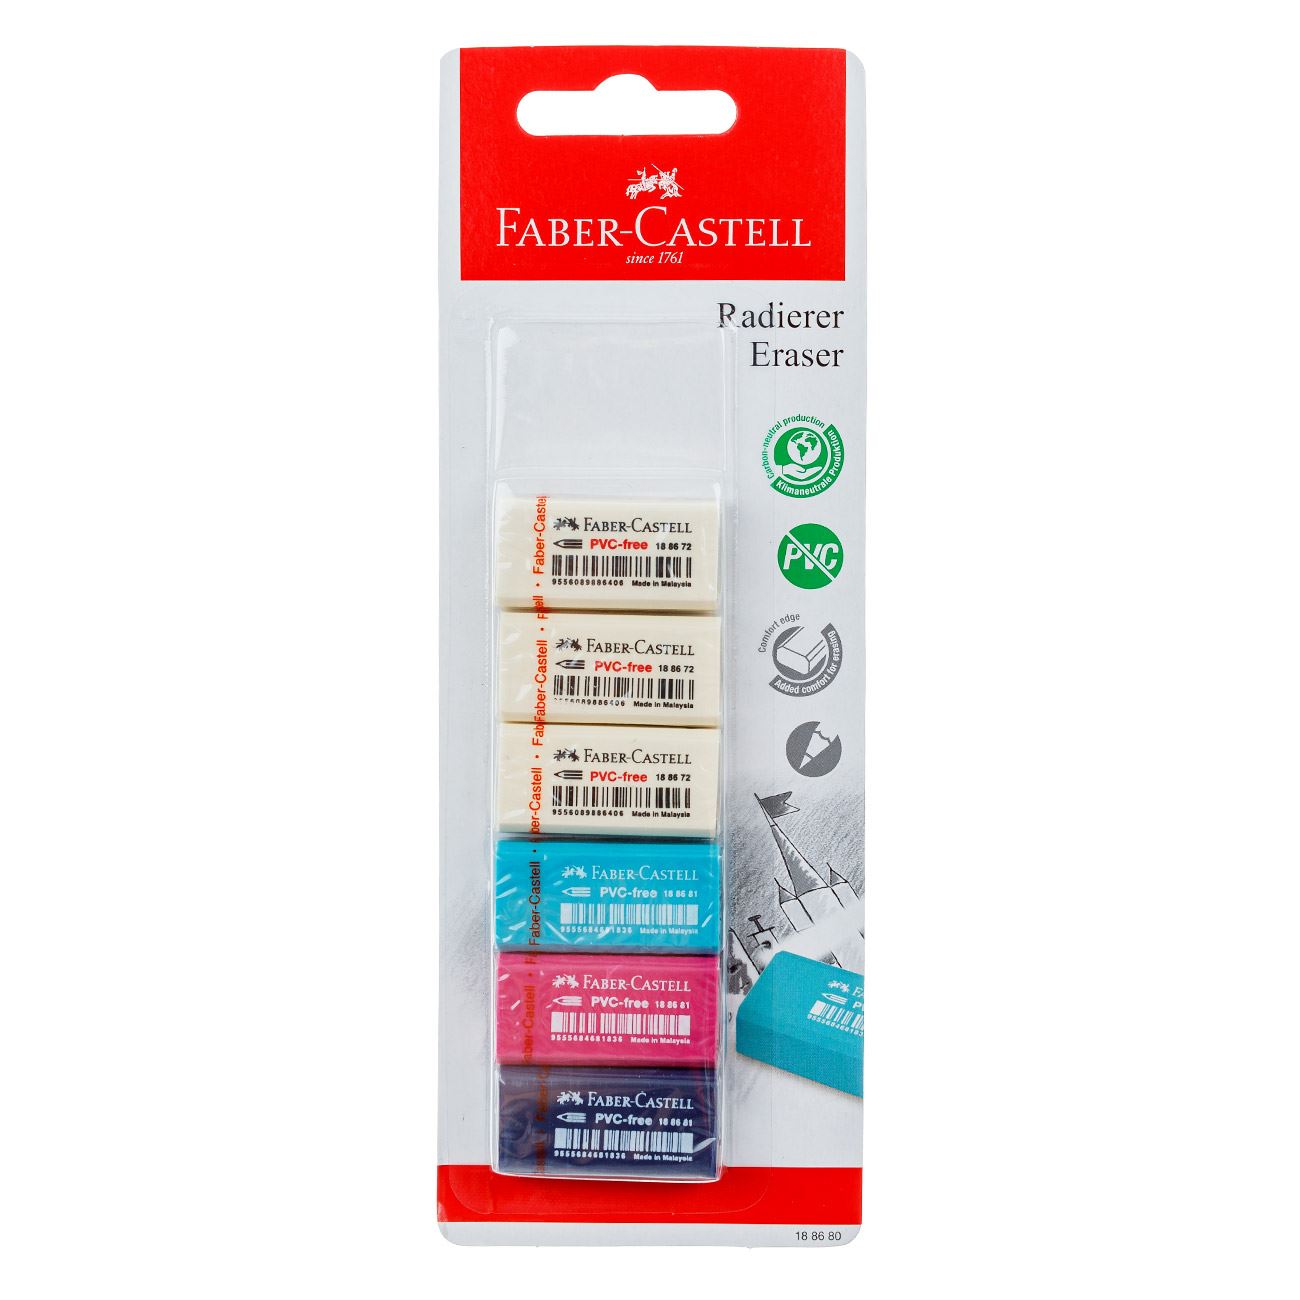 FABER-CASTELL
since 1761
Radierer
Eraser
Carbon-neutral production
Klimaneutrale Produktion
PVC
Comfort edge
Added comfort for erasing
FABER-CASTELL
PVC-free 18 86 72
9556089886406 Made in Malaysia
FABER-CASTELL
PVC-free 18 86 72
9556089886406 Made in Malaysia
FABER-CASTELL
PVC-free 18 86 72
9556089886406 Made in Malaysia
FABER-CASTELL
PVC-free 18 86 81
9555684681836 Made in Malaysia
FABER-CASTELL
PVC-free 18 86 81
9555684681836 Made in Malaysia
FABER-CASTELL
PVC-free 18 86 81
9555684681836 Made in Malaysia
18 86 80